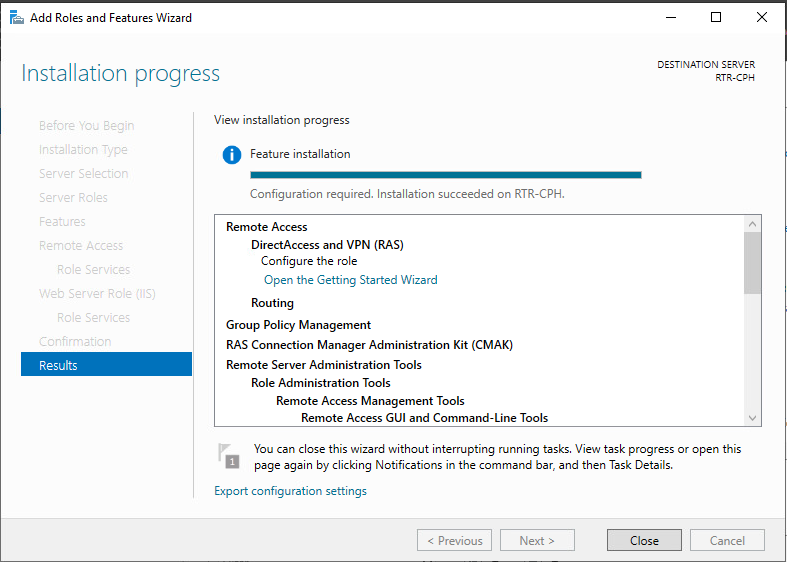 Add Roles and Features Wizard
Installation progress
DESTINATION SERVER
RTR-CPH
Before You Begin
Installation Type
Server Selection
Server Roles
Features
Remote Access
Role Services
Web Server Role (IIS)
Role Services
Confirmation
Results
View installation progress
Feature installation
Configuration required. Installation succeeded on RTR-CPH.
Remote Access
DirectAccess and VPN (RAS)
Configure the role
Open the Getting Started Wizard
Routing
Group Policy Management
RAS Connection Manager Administration Kit (CMAK)
Remote Server Administration Tools
Role Administration Tools
Remote Access Management Tools
Remote Access GUI and Command-Line Tools
1
You can close this wizard without interrupting running tasks. View task progress or open this
page again by clicking Notifications in the command bar, and then Task Details.
Export configuration settings
< Previous
Next >
Close
Cancel